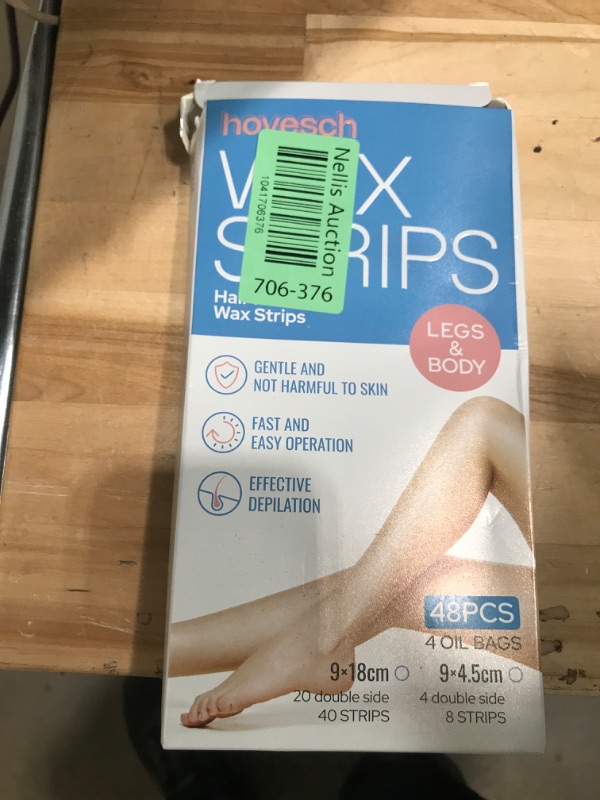 hovesch
STRIPS
Wax Strips
Nellis Auction
1041706376
706-376
LEGS
&
BODY
GENTLE AND
NOT HARMFUL TO SKIN
FAST AND
EASY OPERATION
EFFECTIVE
DEPILATION
48PCS
4 OIL BAGS
9×18cm
20 double side
40 STRIPS
9×4.5cm
4 double side
8 STRIPS